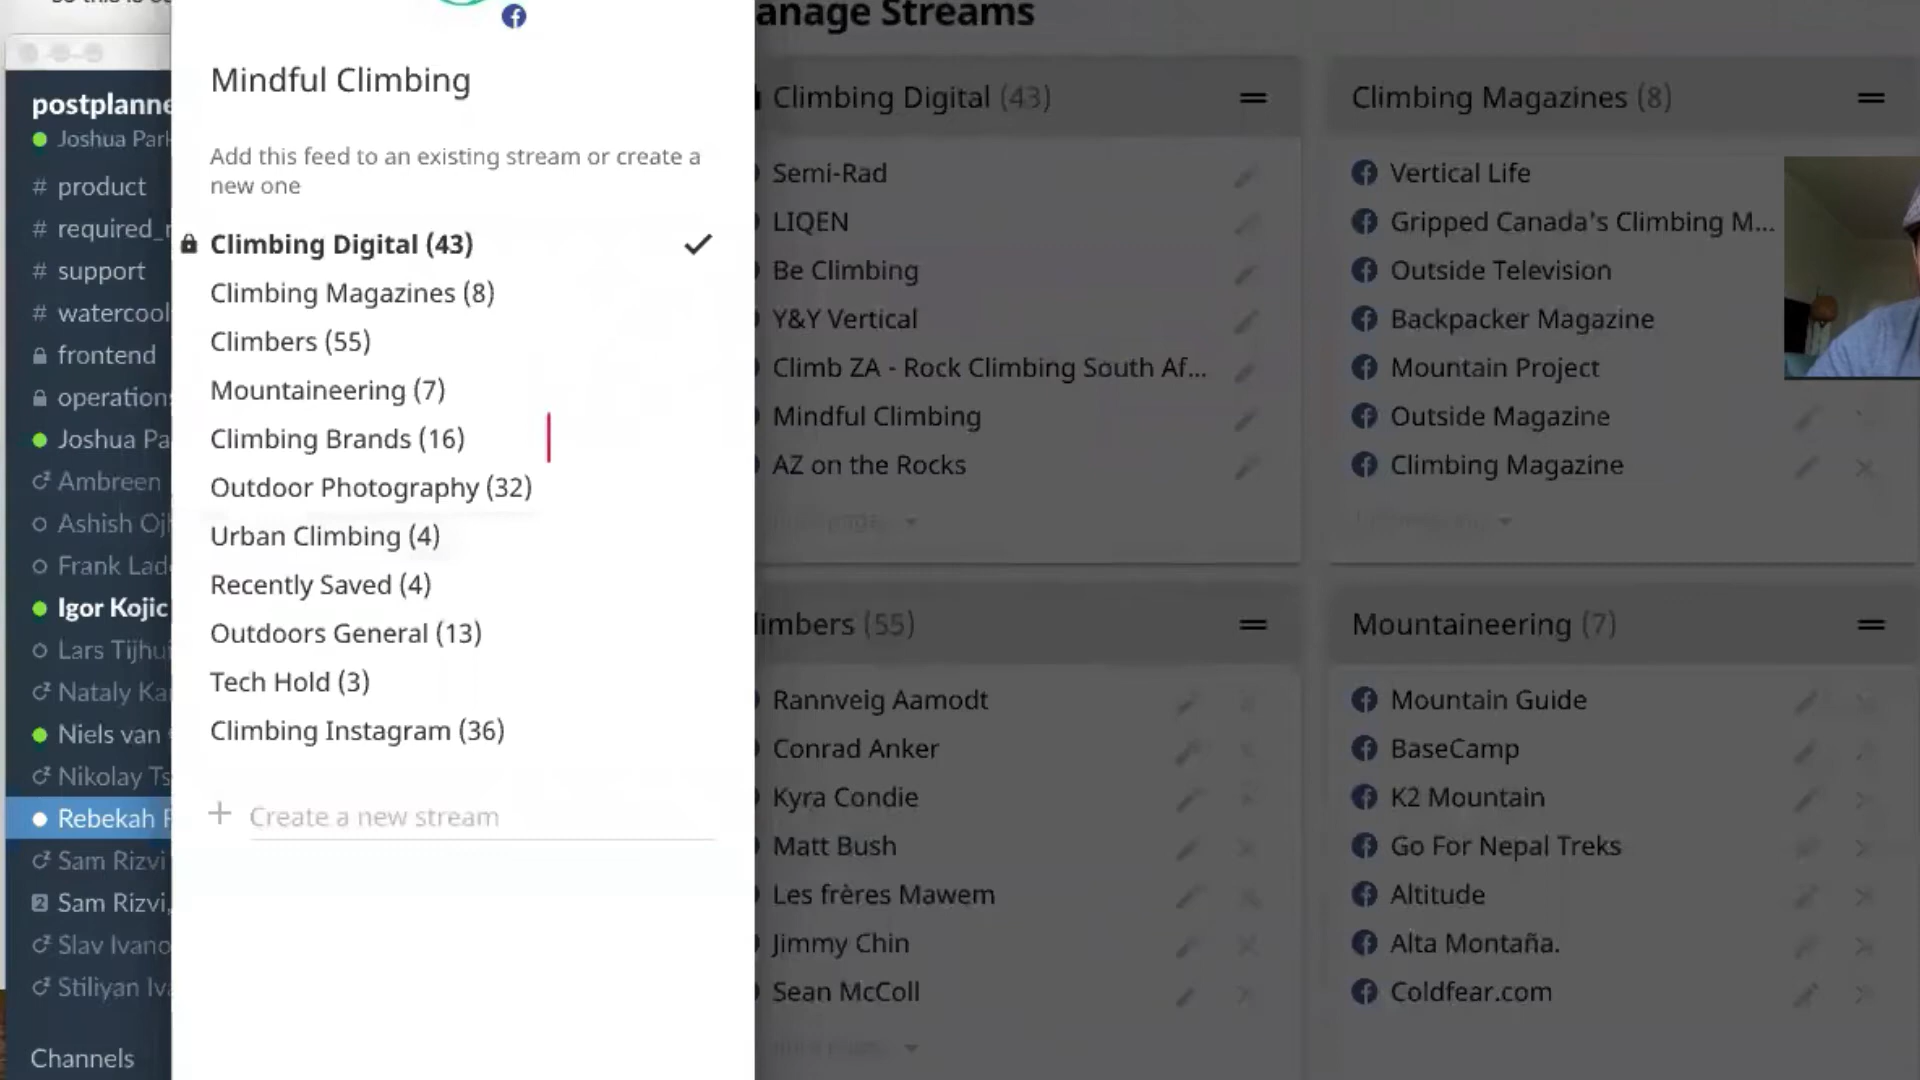 postplanne
Joshua Park
# product
# required_r
# support
# watercool
frontend
operations
Joshua Pa
Ambreen
Ashish Ojh
Frank Lad
Igor Kojic
Lars Tijhui
Nataly Ka
Niels van
Nikolay Ts
Rebekah
Sam Rizvi
2 Sam Rizvi,
Slav Ivano
Stiliyan Iva
Channels
Mindful Climbing
Add this feed to an existing stream or create a
new one
Climbing Digital (43)
Climbing Magazines (8)
Climbers (55)
Mountaineering (7)
Climbing Brands (16)
Outdoor Photography (32)
Urban Climbing (4)
Recently Saved (4)
Outdoors General (13)
Tech Hold (3)
Climbing Instagram (36)
+ Create a new stream
anage Streams
Climbing Digital (43)
Semi-Rad
LIQEN
Be Climbing
Y&Y Vertical
Climb ZA - Rock Climbing South Af...
Mindful Climbing
AZ on the Rocks
Climbing Magazines (8)
Vertical Life
Gripped Canada's Climbing M...
Outside Television
Backpacker Magazine
Mountain Project
Outside Magazine
Climbing Magazine
limbers (55)
Rannveig Aamodt
Conrad Anker
Kyra Condie
Matt Bush
Les frères Mawem
Jimmy Chin
Sean McColl
Mountaineering (7)
Mountain Guide
BaseCamp
K2 Mountain
Go For Nepal Treks
Altitude
Alta Montaña.
Coldfear.com